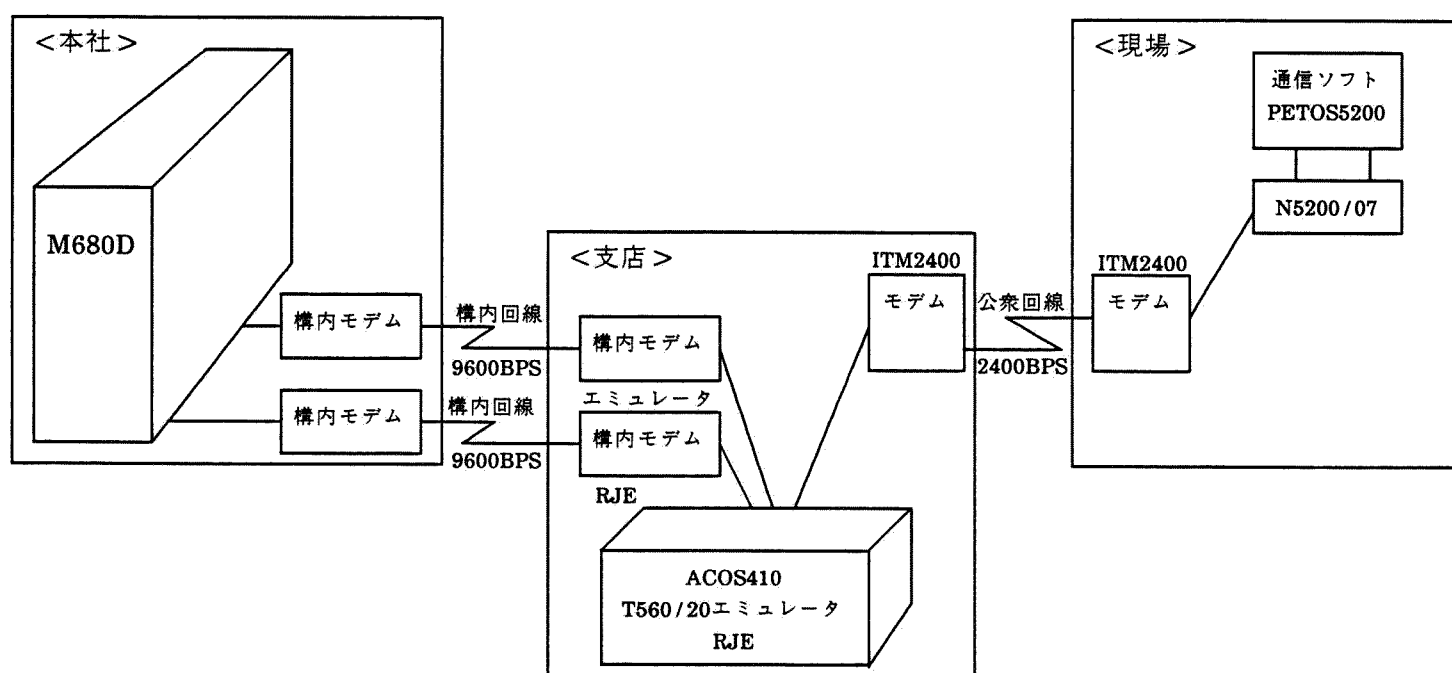 <本社>
M680D
構内モデム
構内モデム
構内回線
9600BPS
構内回線
9600BPS
<支店>
構内モデム
エミュレータ
構内モデム
RJE
ITM2400
モデム
ACOS410
T560/20エミュレータ
RJE
公衆回線
2400BPS
<現場>
通信ソフト
PETOS5200
N5200/07
ITM2400
モデム